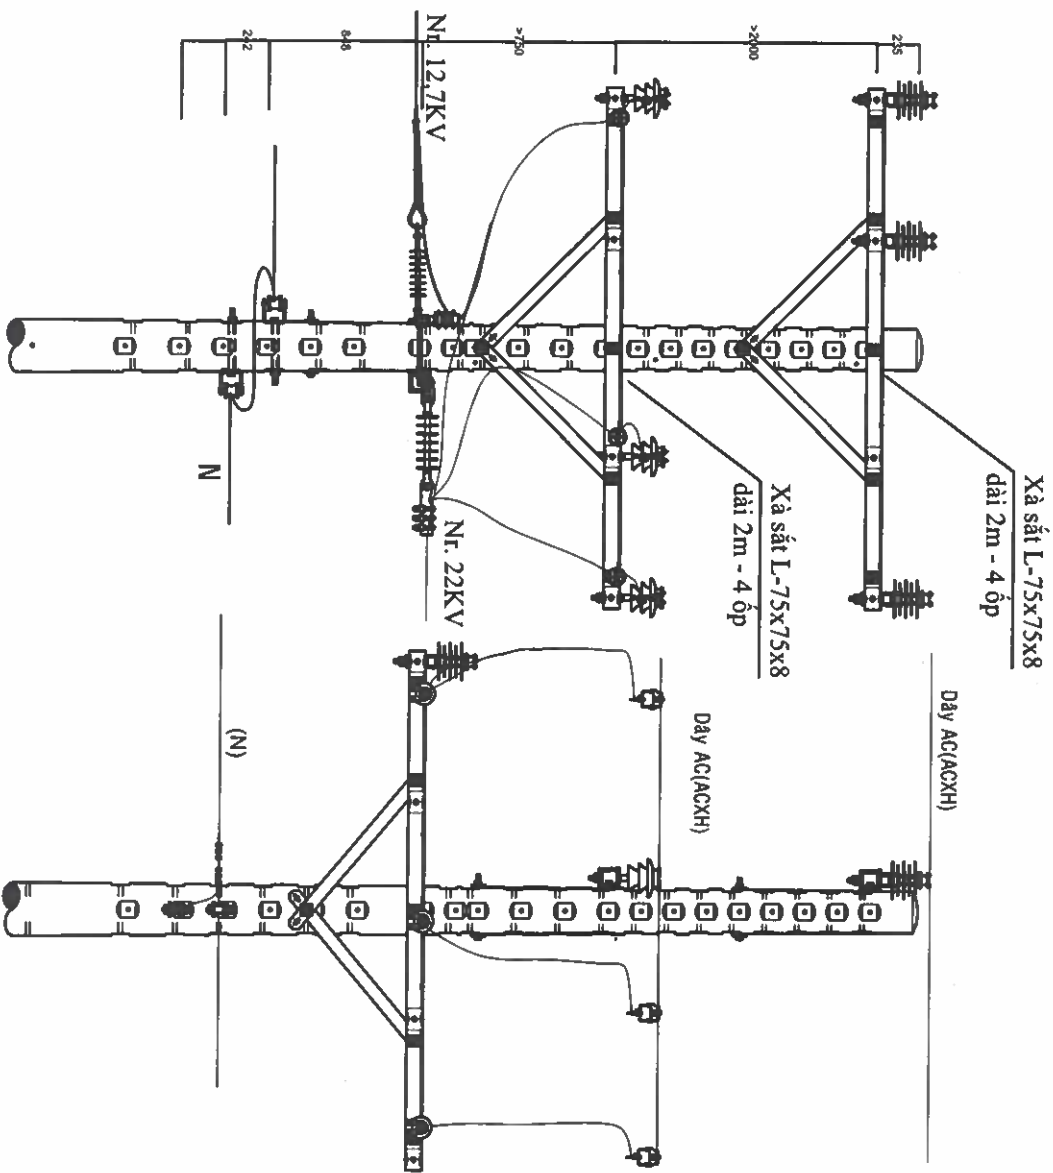 235
>2000
>750
848
242
Xà sắt L-75x75x8
dài 2m - 4 ốp
Xà sắt L-75x75x8
dài 2m - 4 ốp
Nr. 12,7KV
Nr. 22KV
N
Dây AC(ACXH)
Dây AC(ACXH)
(N)